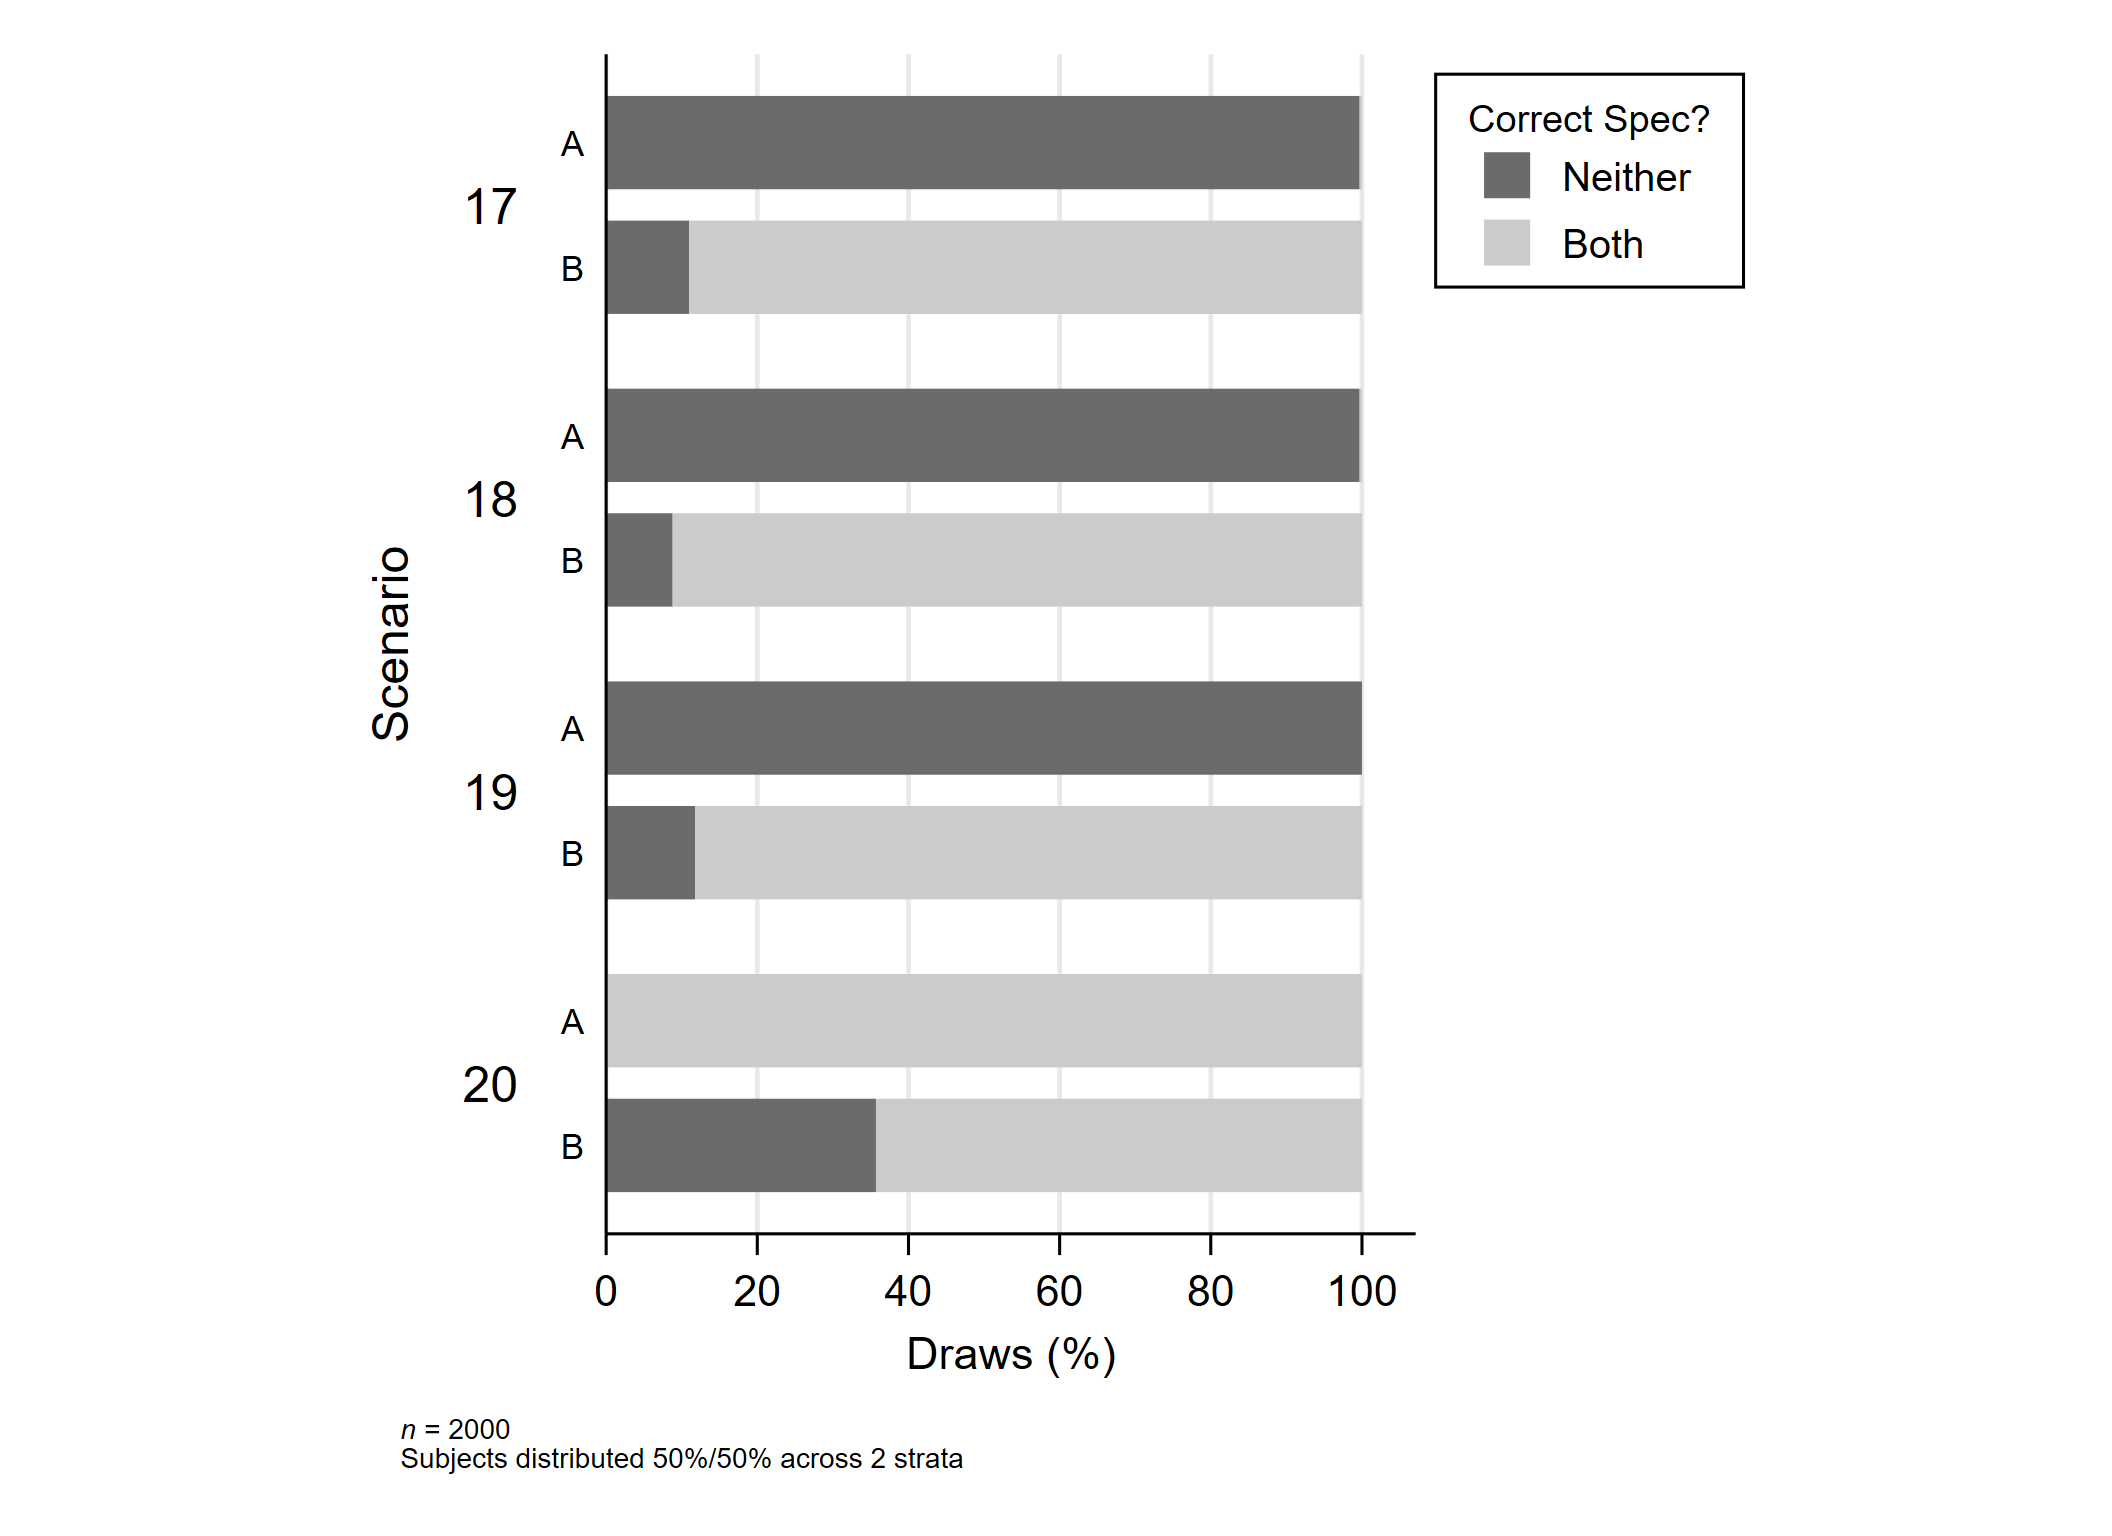 Correct Spec?
Neither
Both
Scenario
17
A
B
18
A
B
19
A
B
20
A
B
0 20 40 60 80 100
Draws (%)
n = 2000
Subjects distributed 50%/50% across 2 strata